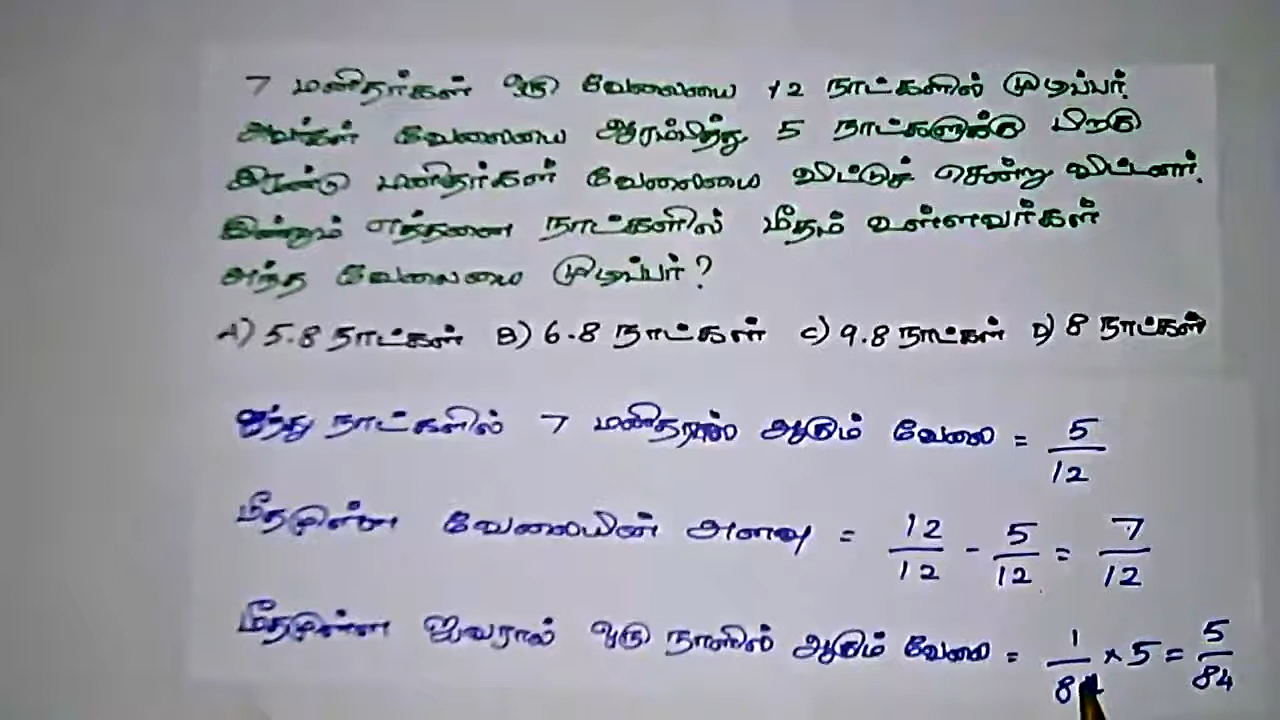 7 மனிதர்கள் ஒரு வேலையை 12 நாட்களில் முடிப்பர்.
அவர்கள் வேலையை ஆரம்பித்து 5 நாட்களுக்கு பிறகு
இரண்டு மனிதர்கள் வேலையை விட்டுச் சென்று விட்டனர்.
இன்னும் எத்தனை நாட்களில் மீதம் உள்ளவர்கள்
அந்த வேலையை முடிப்பர்?
A) 5.8 நாட்கள் B) 6.8 நாட்கள் C) 9.8 நாட்கள் D) 8 நாட்கள்
ஐந்து நாட்களில் 7 மனிதரால் ஆகும் வேலை = 5/12
மீதமுள்ள வேலையின் அளவு = 12/12 - 5/12 = 7/12
மீதமுள்ள ஐவரால் ஒரு நாளில் ஆகும் வேலை = 1/84 × 5 = 5/84